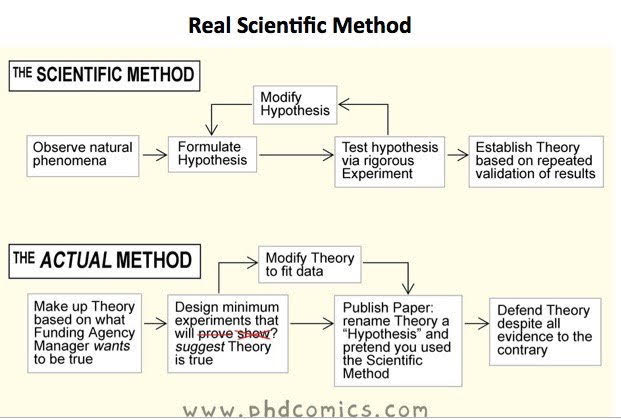 Real Scientific Method
THE SCIENTIFIC METHOD
Modify
Hypothesis
Observe natural
phenomena
Formulate
Hypothesis
Test hypothesis
via rigorous
Experiment
Establish Theory
based on repeated
validation of results
THE ACTUAL METHOD
Modify Theory
to fit data
Make up Theory
based on what
Funding Agency
Manager wants
to be true
Design minimum
experiments that
will prove show?
suggest Theory
is true
Publish Paper:
rename Theory a
“Hypothesis” and
pretend you used
the Scientific
Method
Defend Theory
despite all
evidence to the
contrary
www.phdcomics.com